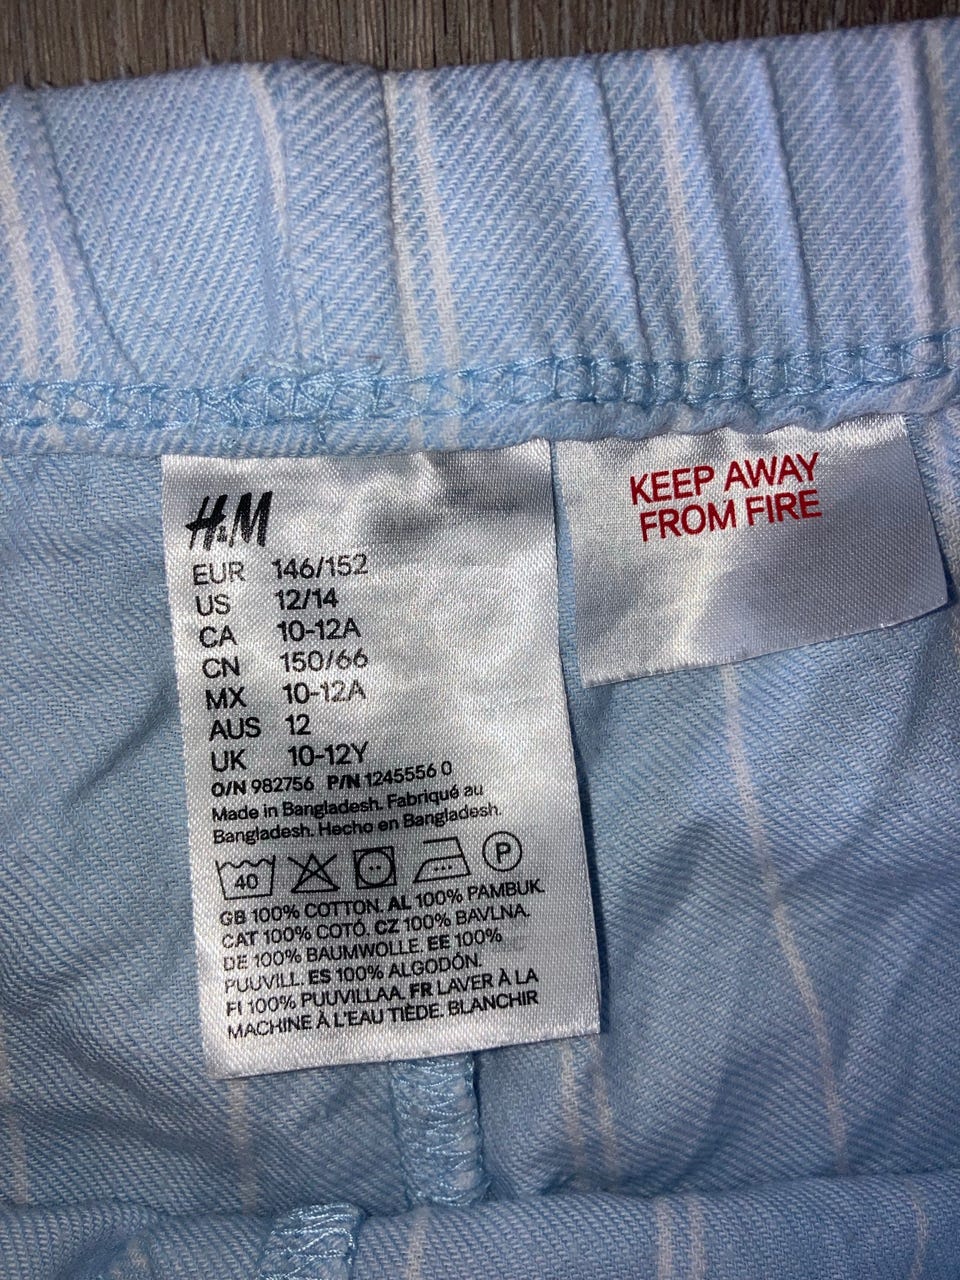 H&M
EUR 146/152
US 12/14
CA 10-12A
CN 150/66
MX 10-12A
AUS 12
UK 10-12Y
O/N 982756 P/N 1245556 0
Made in Bangladesh. Fabriqué au
Bangladesh. Hecho en Bangladesh.
40 P
GB 100% COTTON. AL 100% PAMBUK.
CAT 100% COTÓ. CZ 100% BAVLNA.
DE 100% BAUMWOLLE. EE 100%
PUUVILL. ES 100% ALGODÓN.
FI 100% PUUVILLAA. FR LAVER À LA
MACHINE À L'EAU TIÈDE. BLANCHIR
KEEP AWAY
FROM FIRE